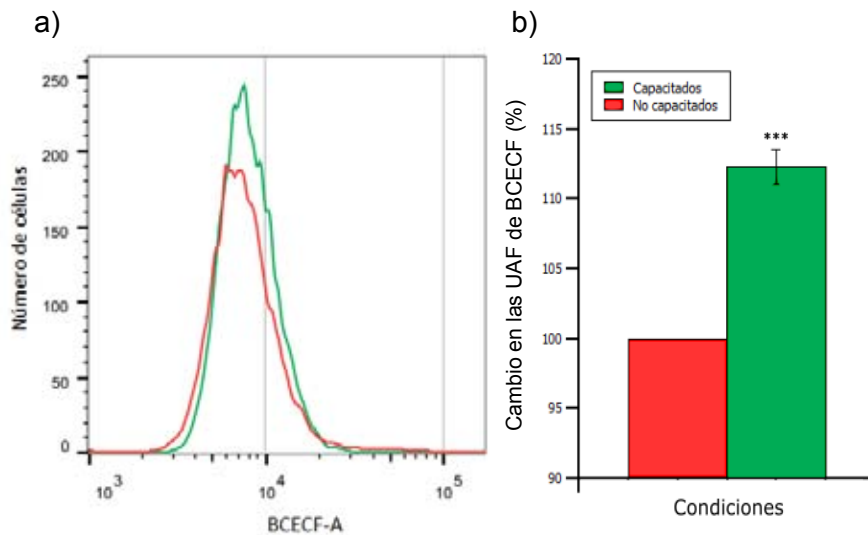 a)
250
200
150
100
50
0
Número de células
10^3
10^4
10^5
BCECF-A
b)
120
115
110
105
100
95
90
Cambio en las UAF de BCECF (%)
Capacitados
No capacitados
***
Condiciones